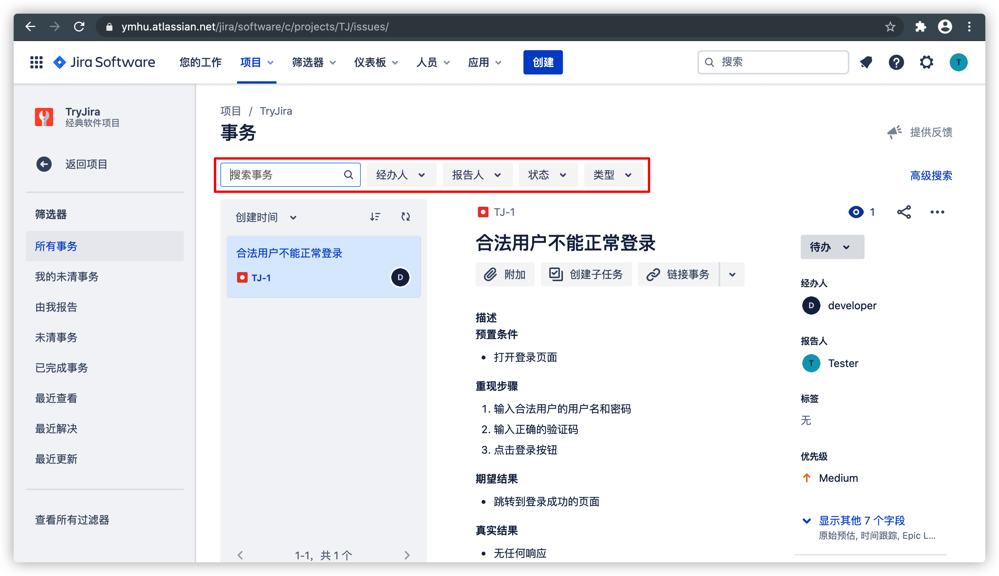 ymhu.atlassian.net/jira/software/c/projects/TJ/issues/
Jira Software
您的工作
项目
筛选器
仪表板
人员
应用
创建
搜索
T
TryJira
经典软件项目
返回项目
筛选器
所有事务
我的未清事务
由我报告
未清事务
已完成事务
最近查看
最近解决
最近更新
查看所有过滤器
项目 / TryJira
事务
提供反馈
搜索事务
经办人
报告人
状态
类型
高级搜索
创建时间
合法用户不能正常登录
TJ-1
D
1-1, 共 1 个
TJ-1
1
合法用户不能正常登录
附加
创建子任务
链接事务
描述
预置条件
• 打开登录页面
重现步骤
1. 输入合法用户的用户名和密码
2. 输入正确的验证码
3. 点击登录按钮
期望结果
• 跳转到登录成功的页面
真实结果
• 无任何响应
待办
经办人
D developer
报告人
T Tester
标签
无
优先级
Medium
显示其他 7 个字段
原始预估, 时间跟踪, Epic L...